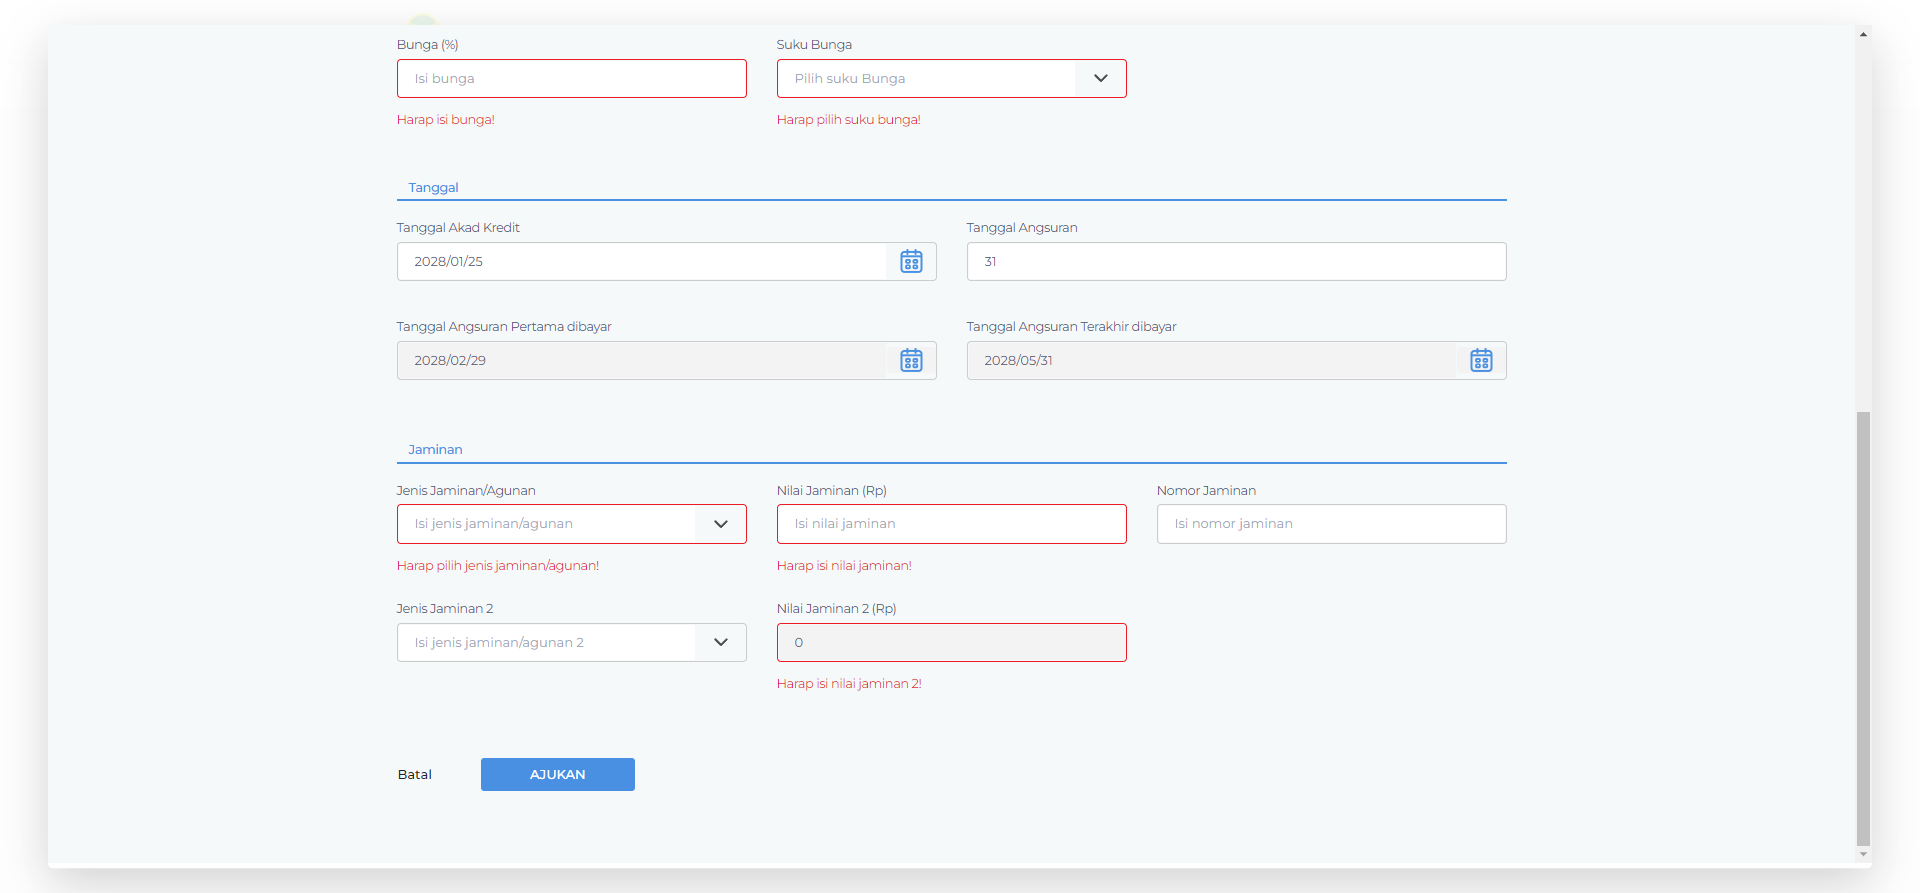 Bunga (%)
Suku Bunga
Isi bunga
Pilih suku Bunga
Harap isi bunga!
Harap pilih suku bunga!
Tanggal
Tanggal Akad Kredit
Tanggal Angsuran
2028/01/25
31
Tanggal Angsuran Pertama dibayar
Tanggal Angsuran Terakhir dibayar
2028/02/29
2028/05/31
Jaminan
Jenis Jaminan/Agunan
Nilai Jaminan (Rp)
Nomor Jaminan
Isi jenis jaminan/agunan
Isi nilai jaminan
Isi nomor jaminan
Harap pilih jenis jaminan/agunan!
Harap isi nilai jaminan!
Jenis Jaminan 2
Nilai Jaminan 2 (Rp)
Isi jenis jaminan/agunan 2
0
Harap isi nilai jaminan 2!
Batal
AJUKAN